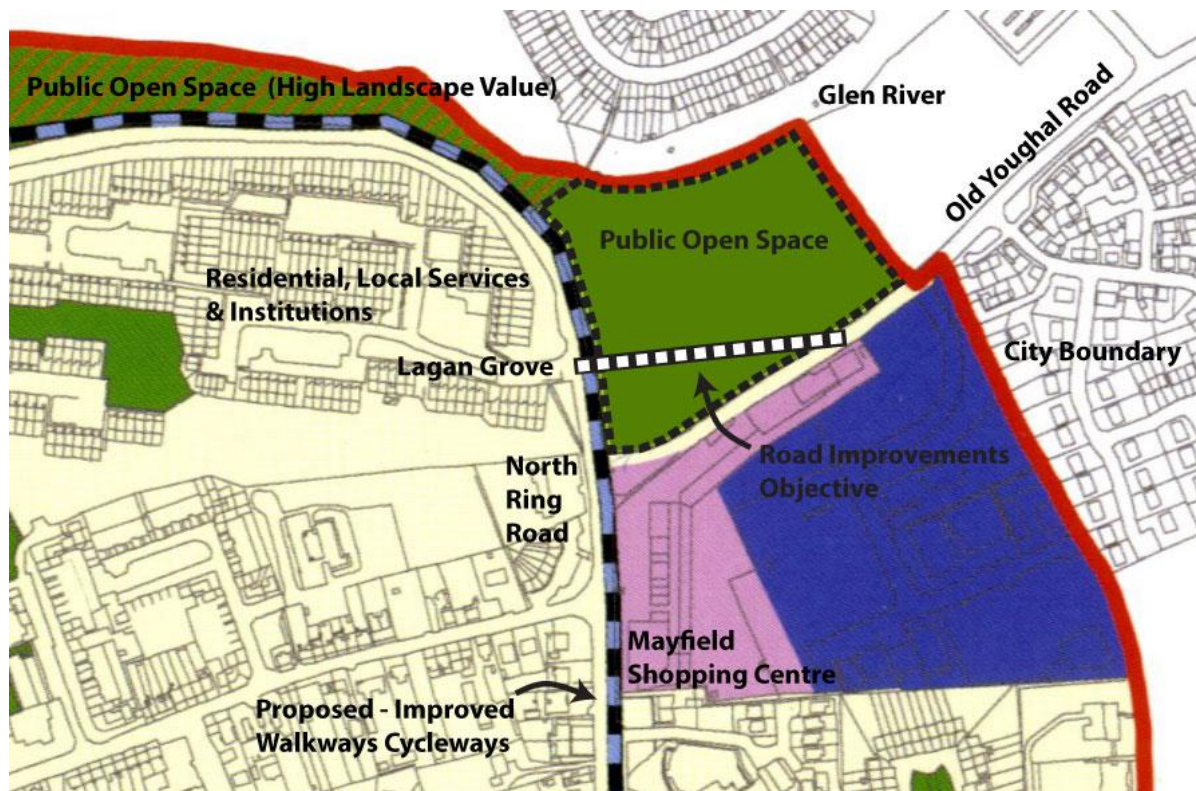 Public Open Space (High Landscape Value)
Glen River
Old Youghal Road
Public Open Space
Residential, Local Services
& Institutions
Lagan Grove
City Boundary
North
Ring
Road
Road Improvements
Objective
Mayfield
Shopping Centre
Proposed - Improved
Walkways Cycleways